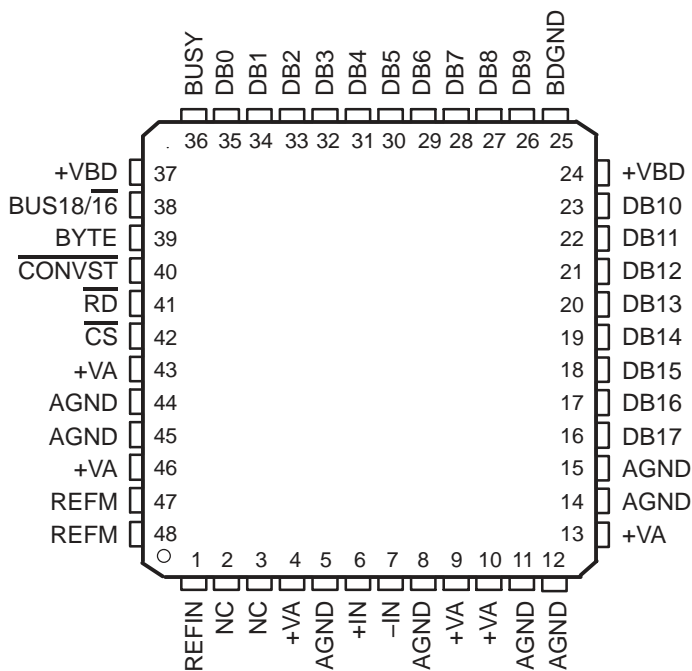 BUSY DB0 DB1 DB2 DB3 DB4 DB5 DB6 DB7 DB8 DB9 BDGND
36 35 34 33 32 31 30 29 28 27 26 25
+VBD 37 24 +VBD
BUS18/1̅6̅ 38 23 DB10
BYTE 39 22 DB11
C̅O̅N̅V̅S̅T̅ 40 21 DB12
R̅D̅ 41 20 DB13
C̅S̅ 42 19 DB14
+VA 43 18 DB15
AGND 44 17 DB16
AGND 45 16 DB17
+VA 46 15 AGND
REFM 47 14 AGND
REFM 48 13 +VA
1 2 3 4 5 6 7 8 9 10 11 12
REFIN NC NC +VA AGND +IN −IN AGND +VA +VA AGND AGND